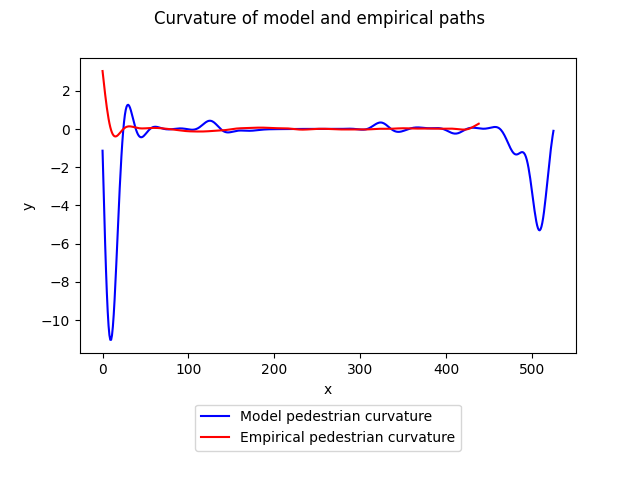 Curvature of model and empirical paths
2
0
−2
−4
−6
−8
−10
y
0 100 200 300 400 500
x
Model pedestrian curvature
Empirical pedestrian curvature